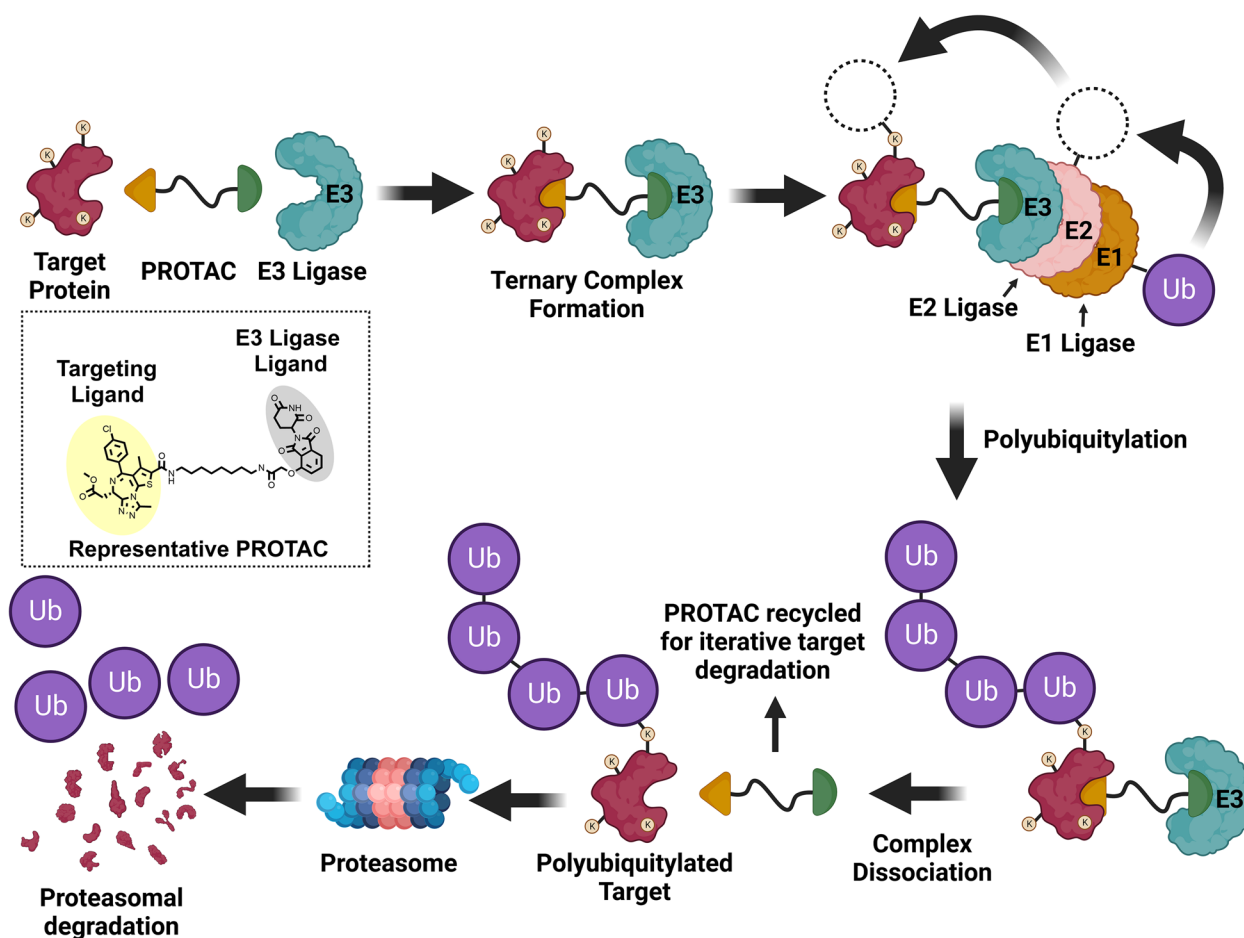 K
K
K
K
E3
Target
Protein
PROTAC
E3 Ligase
K
K
K
K
E3
Ternary Complex
Formation
K
K
K
K
E3
E2
E1
Ub
E2 Ligase
E1 Ligase
Targeting
Ligand
E3 Ligase
Ligand
Cl
O
O
N
N
N
N
S
O
N
H
N
O
O
O
N
O
O
NH
O
Representative PROTAC
Polyubiquitylation
Ub
Ub
Ub
Ub
K
K
K
K
E3
Complex
Dissociation
PROTAC recycled
for iterative target
degradation
Ub
Ub
Ub
Ub
K
K
K
K
Polyubiquitylated
Target
Proteasome
Ub
Ub
Ub
Ub
Proteasomal
degradation